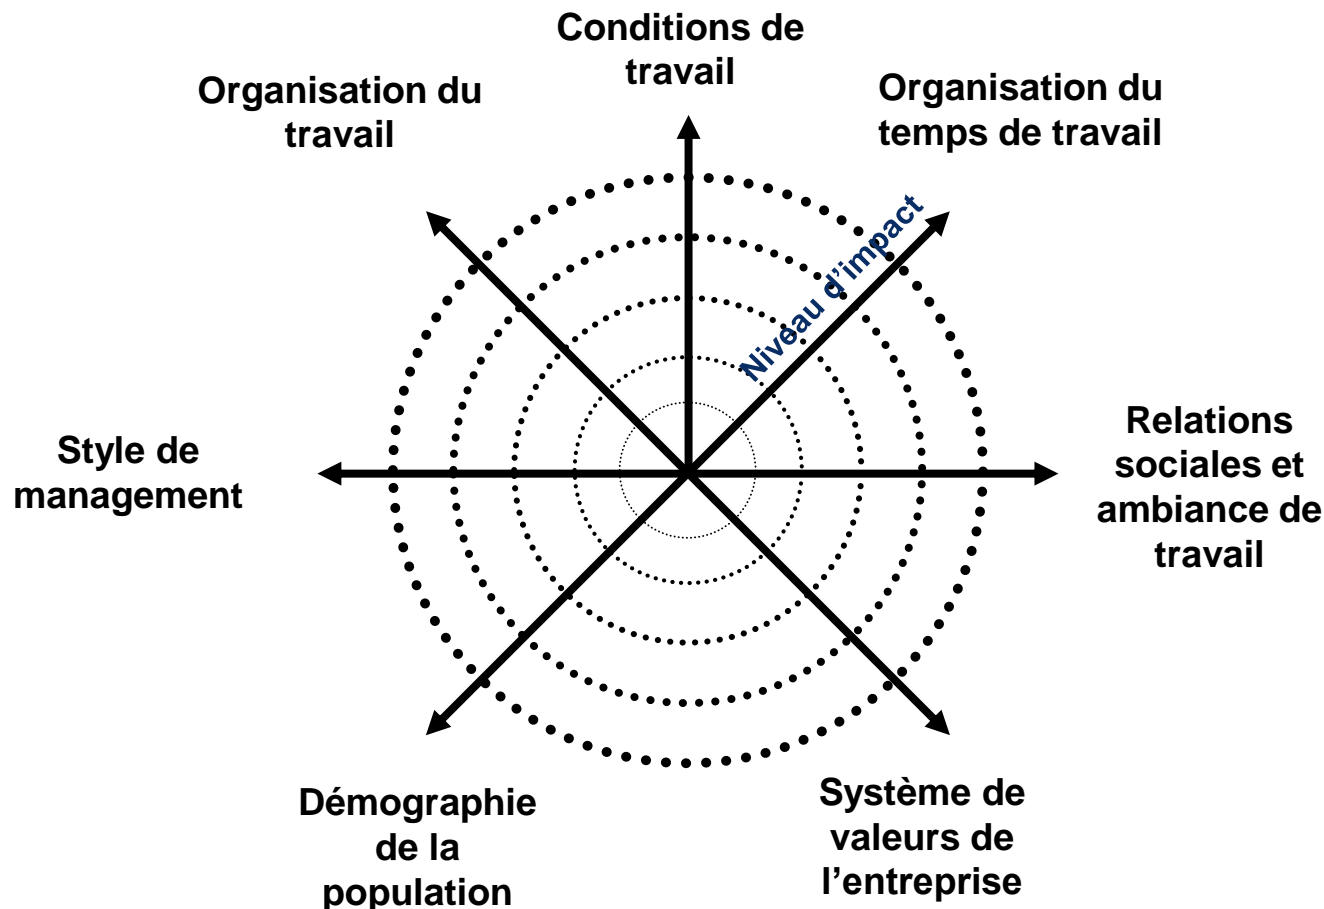 Conditions de
travail
Organisation du
travail
Organisation du
temps de travail
Niveau d’impact
Style de
management
Relations
sociales et
ambiance de
travail
Démographie
de la
population
Système de
valeurs de
l’entreprise